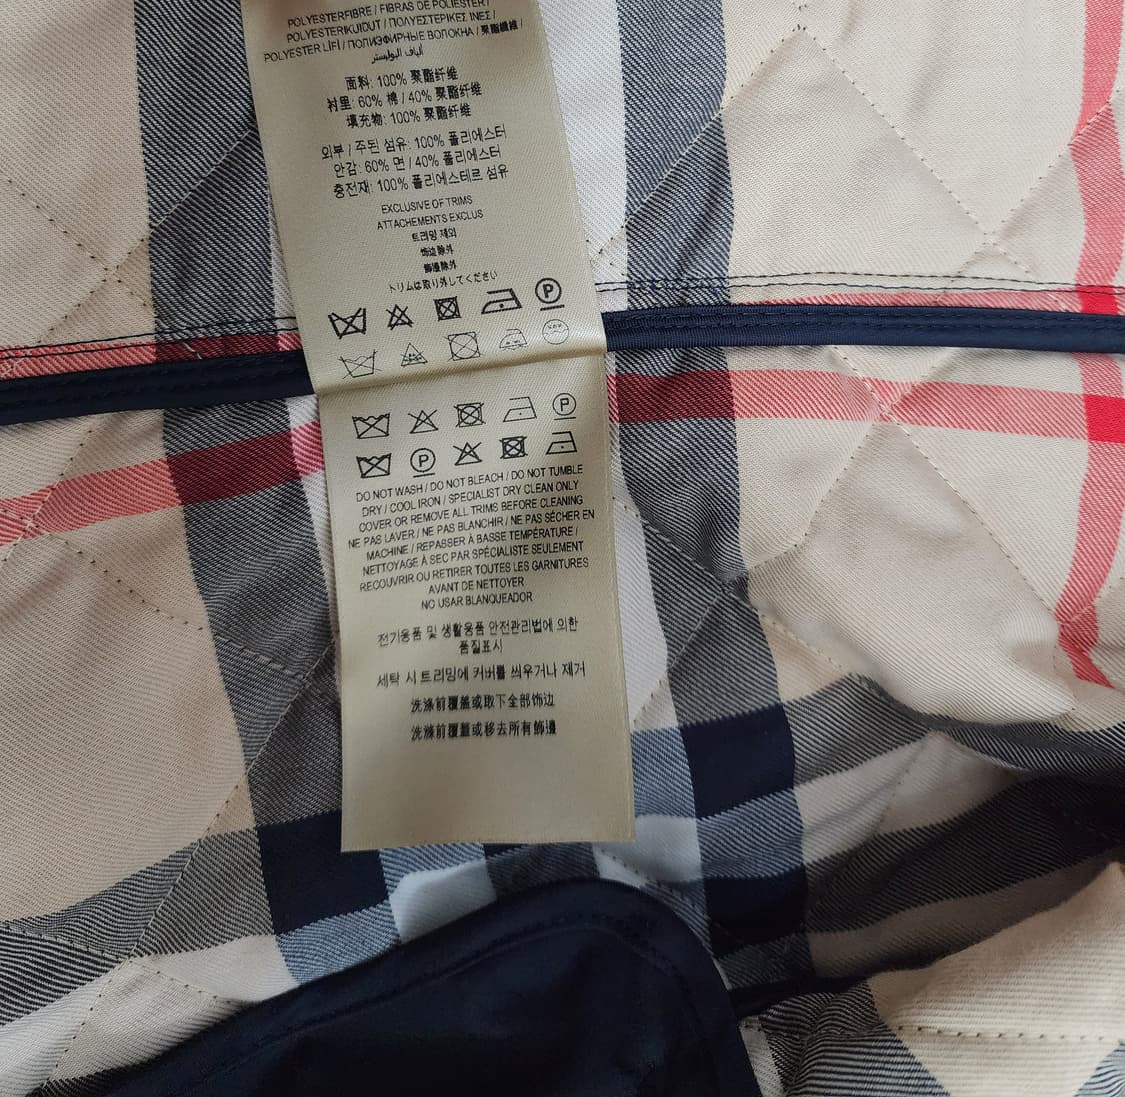 POLYESTERFIBRE / FIBRAS DE POLIESTER /
POLYESTERIKUIDUT / ΠΟΛΥΕΣΤΕΡΙΚΕΣ ΙΝΕΣ /
POLYESTER LİFİ / ПОЛИЭФИРНЫЕ ВОЛОКНА / 聚酯纖維 /
ألياف البوليستر
面料: 100% 聚酯纤维
衬里: 60% 棉 / 40% 聚酯纤维
填充物: 100% 聚酯纤维
외부 / 주된 섬유: 100% 폴리에스터
안감: 60% 면 / 40% 폴리에스터
충전재: 100% 폴리에스테르 섬유
EXCLUSIVE OF TRIMS
ATTACHEMENTS EXCLUS
트리밍 제외
饰边除外
飾邊除外
トリムは取り外してください
P
P
P
DO NOT WASH / DO NOT BLEACH / DO NOT TUMBLE
DRY / COOL IRON / SPECIALIST DRY CLEAN ONLY
COVER OR REMOVE ALL TRIMS BEFORE CLEANING
NE PAS LAVER / NE PAS BLANCHIR / NE PAS SÉCHER EN
MACHINE / REPASSER À BASSE TEMPÉRATURE /
NETTOYAGE À SEC PAR SPÉCIALISTE SEULEMENT
RECOUVRIR OU RETIRER TOUTES LES GARNITURES
AVANT DE NETTOYER
NO USAR BLANQUEADOR
전기용품 및 생활용품 안전관리법에 의한
품질표시
세탁 시 트리밍에 커버를 씌우거나 제거
洗涤前覆盖或取下全部饰边
洗滌前覆蓋或移去所有飾邊